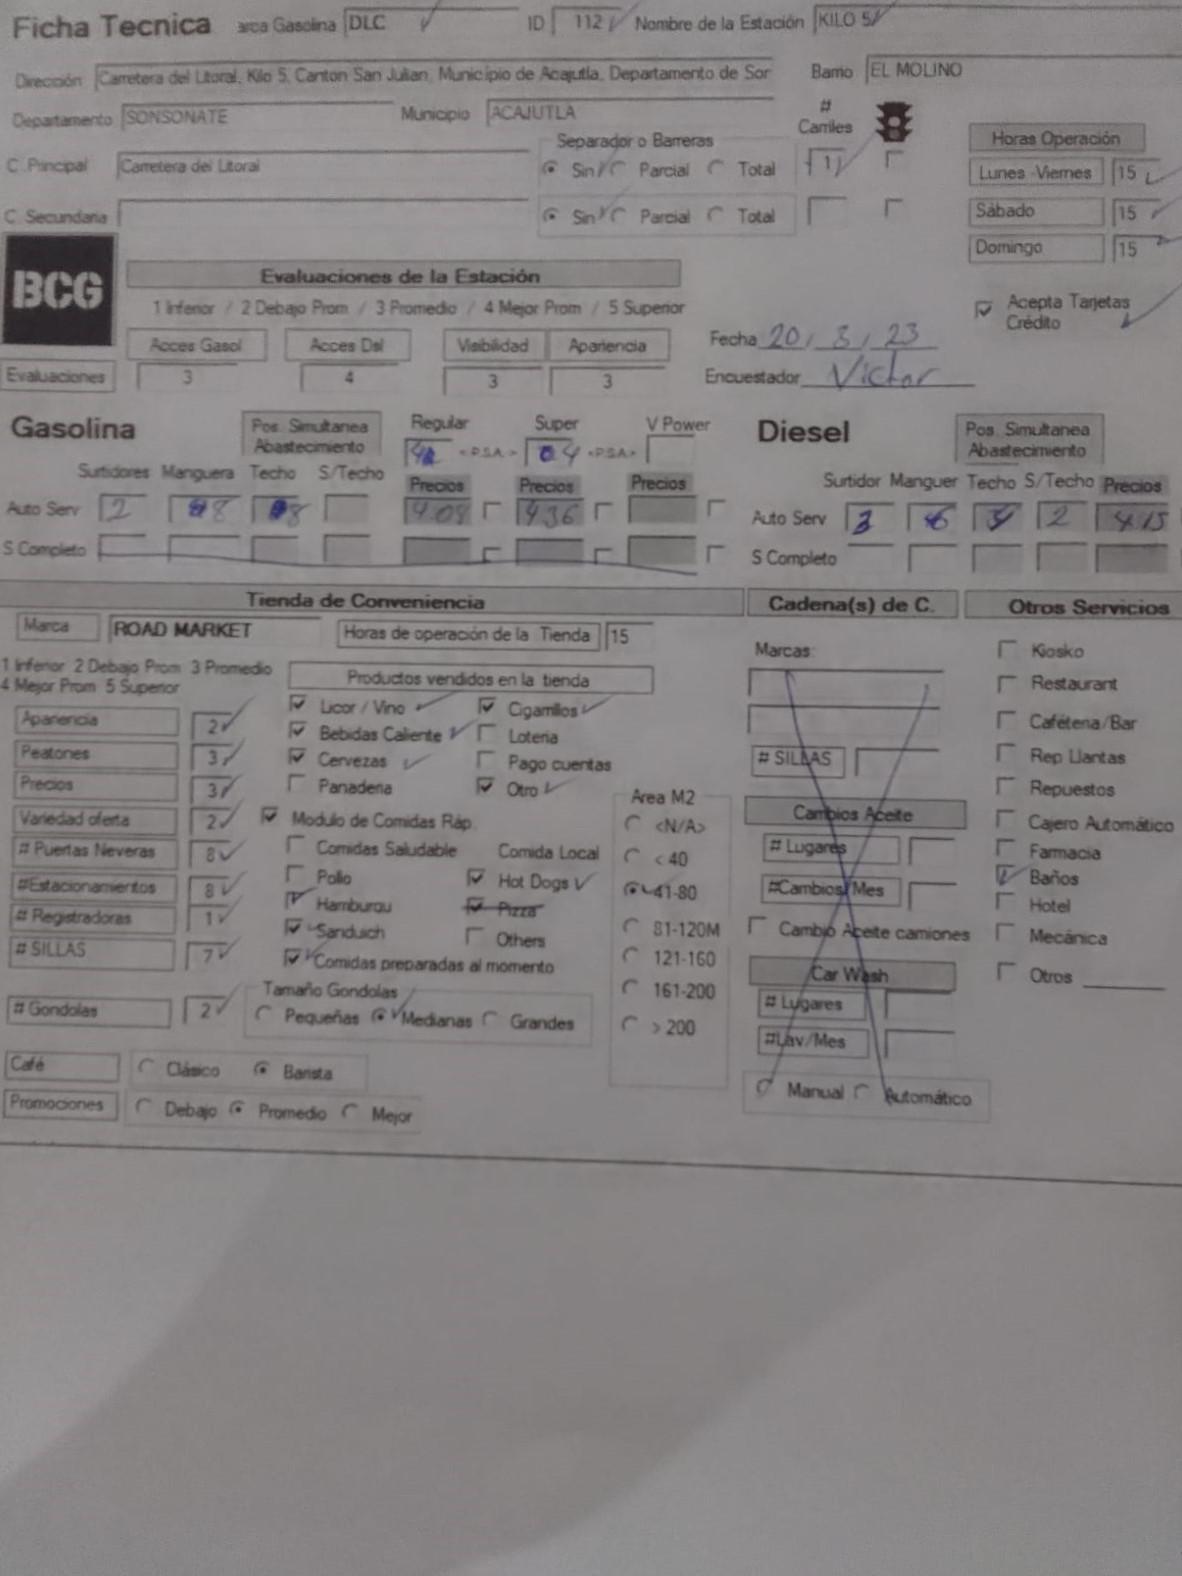 Ficha Tecnica arca Gasolina DLC ID 112 Nombre de la Estación KILO 5
Dirección Carretera del Litoral, Kilo 5, Canton San Julian, Municipio de Acajutla, Departamento de Sor Barrio EL MOLINO
Departamento SONSONATE Municipio ACAJUTLA # Carriles
Separador o Barreras Horas Operación
C. Principal Carretera del Litoral Sin Parcial Total 1 Lunes -Viernes 15
C. Secundaria Sin Parcial Total Sábado 15
Domingo 15
BCG
Evaluaciones de la Estación
1 Inferior / 2 Debajo Prom / 3 Promedio / 4 Mejor Prom / 5 Superior
Acepta Tarjetas Crédito
Acces Gasol Acces Dsl Visibilidad Apariencia Fecha 20/3/23
Evaluaciones 3 4 3 3 Encuestador Victor
Gasolina Pos. Simultanea Abastecimiento Regular Super V Power Diesel Pos. Simultanea Abastecimiento
4 < P.S.A. > 4 <P.S.A>
Surtidores Manguera Techo S/Techo Precios Precios Precios Surtidor Manguer Techo S/Techo Precios
Auto Serv 2 8 8 4.08 4.36 Auto Serv 3 6 2 4.15
S Completo S Completo
Tienda de Conveniencia Cadena(s) de C. Otros Servicios
Marca ROAD MARKET Horas de operación de la Tienda 15 Marcas: Kiosko
1 Inferior 2 Debajo Prom 3 Promedio
4 Mejor Prom 5 Superior
Productos vendidos en la tienda Restaurant
Apariencia 2 Licor / Vino Cigarrillos Cafétería/Bar
Peatones 3 Bebidas Caliente Loteria # SILLAS Rep Llantas
Precios 3 Cervezas Pago cuentas Repuestos
Panaderia Otro Area M2 Cambios Aceite
Variedad oferta 2 Modulo de Comidas Ráp. <N/A> Cajero Automático
# Puertas Neveras 8 Comidas Saludable Comida Local < 40 # Lugares Farmacia
#Estacionamientos 8 Pollo Hot Dogs 41-80 #Cambios/Mes Baños
# Registradoras 1 Hamburqu Pizza 81-120M Hotel
# SILLAS 7 Sanduich Others Cambio Aceite camiones Mecánica
Comidas preparadas al momento 121-160 Car Wash Otros
# Gondolas 2 Tamaño Gondolas 161-200 # Lugares
Pequeñas Medianas Grandes > 200 #Lav/Mes
Café Clásico Barista
Manual Automático
Promociones Debajo Promedio Mejor